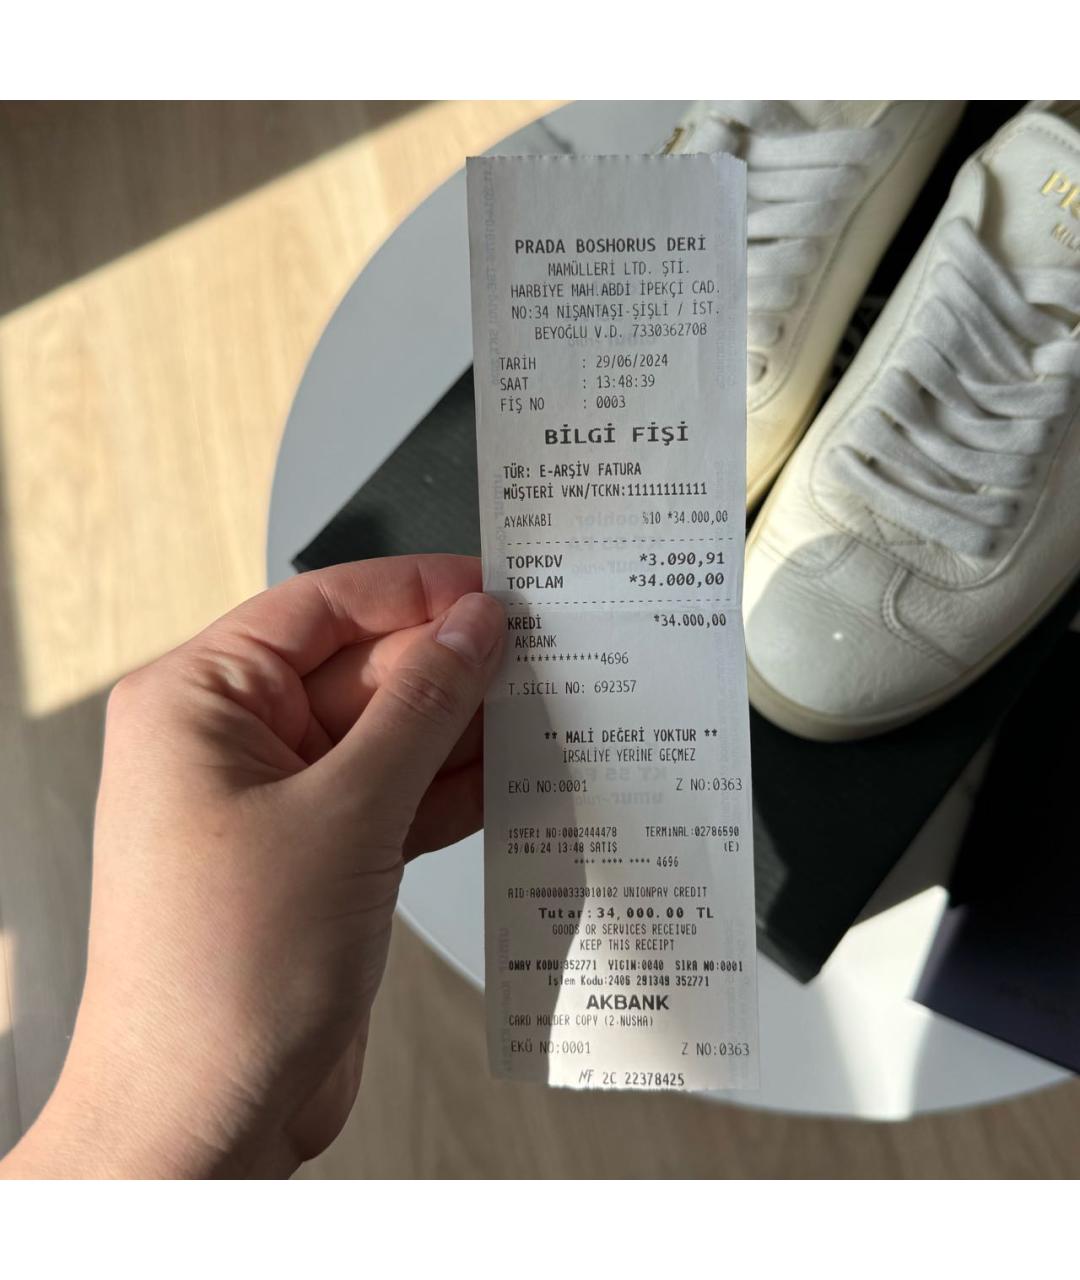 PRADA BOSHORUS DERİ
MAMÜLLERİ LTD. ŞTİ.
HARBİYE MAH.ABDİ İPEKÇİ CAD.
NO:34 NİŞANTAŞI-ŞİŞLİ / İST.
BEYOĞLU V.D. 7330362708
TARİH : 29/06/2024
SAAT : 13:48:39
FİŞ NO : 0003
BİLGİ FİŞİ
TÜR: E-ARŞİV FATURA
MÜŞTERİ VKN/TCKN:11111111111
AYAKKABI %10 *34.000,00
TOPKDV *3.090,91
TOPLAM *34.000,00
KREDİ *34.000,00
AKBANK
************4696
T.SİCİL NO: 692357
** MALİ DEĞERİ YOKTUR **
İRSALİYE YERİNE GEÇMEZ
EKÜ NO:0001 Z NO:0363
İŞYERİ NO:0002444478 TERMİNAL:02786590
29/06/24 13:48 SATIŞ (E)
**** **** **** 4696
AID:A000000333010102 UNIONPAY CREDIT
Tutar:34,000.00 TL
GOODS OR SERVICES RECEIVED
KEEP THIS RECEIPT
ONAY KODU:352771 YIGIN:0040 SIRA NO:0001
İşlem Kodu:2406 291349 352771
AKBANK
CARD HOLDER COPY (2.NUSHA)
EKÜ NO:0001 Z NO:0363
MF 2C 22378425